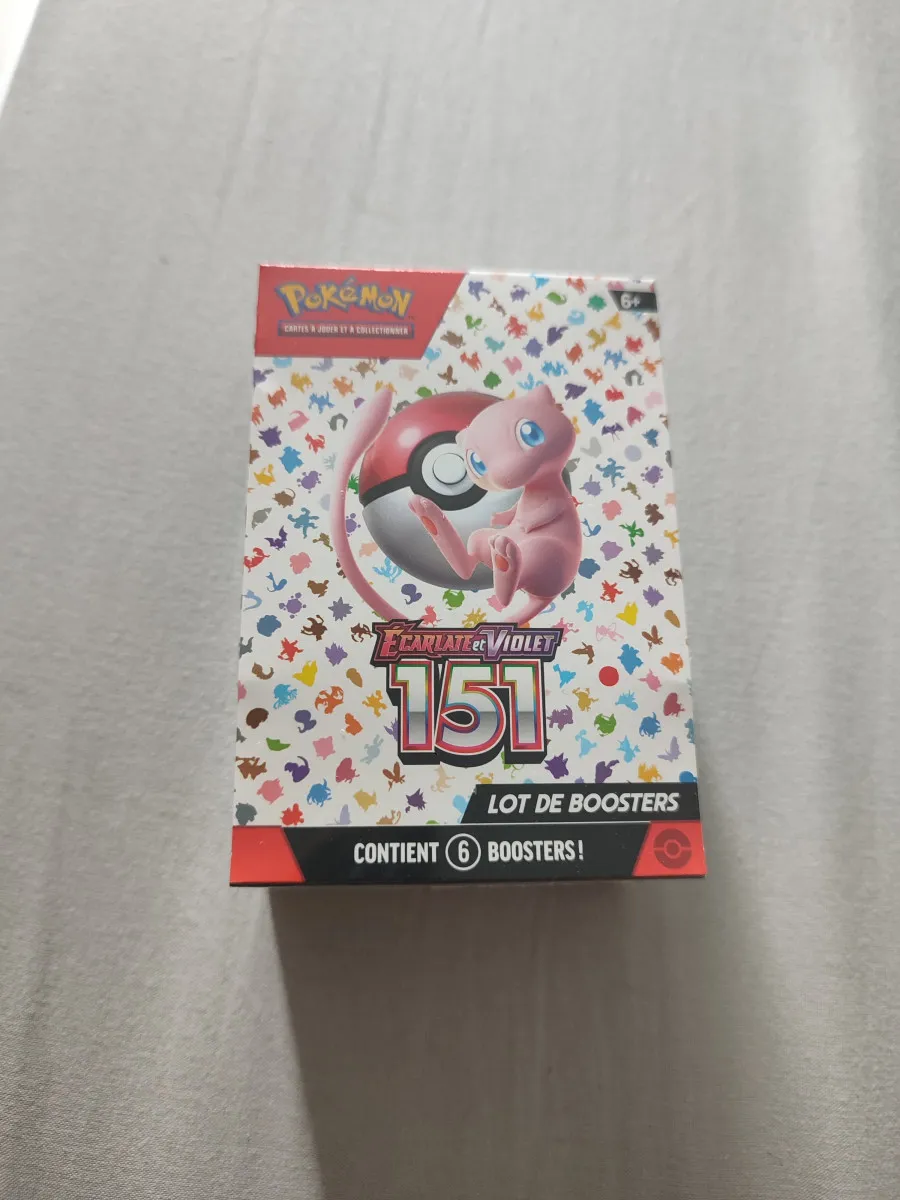 POKéMON
CARTES À JOUER ET À COLLECTIONNER
6+
ÉCARLATE et VIOLET
151
LOT DE BOOSTERS
CONTIENT 6 BOOSTERS !